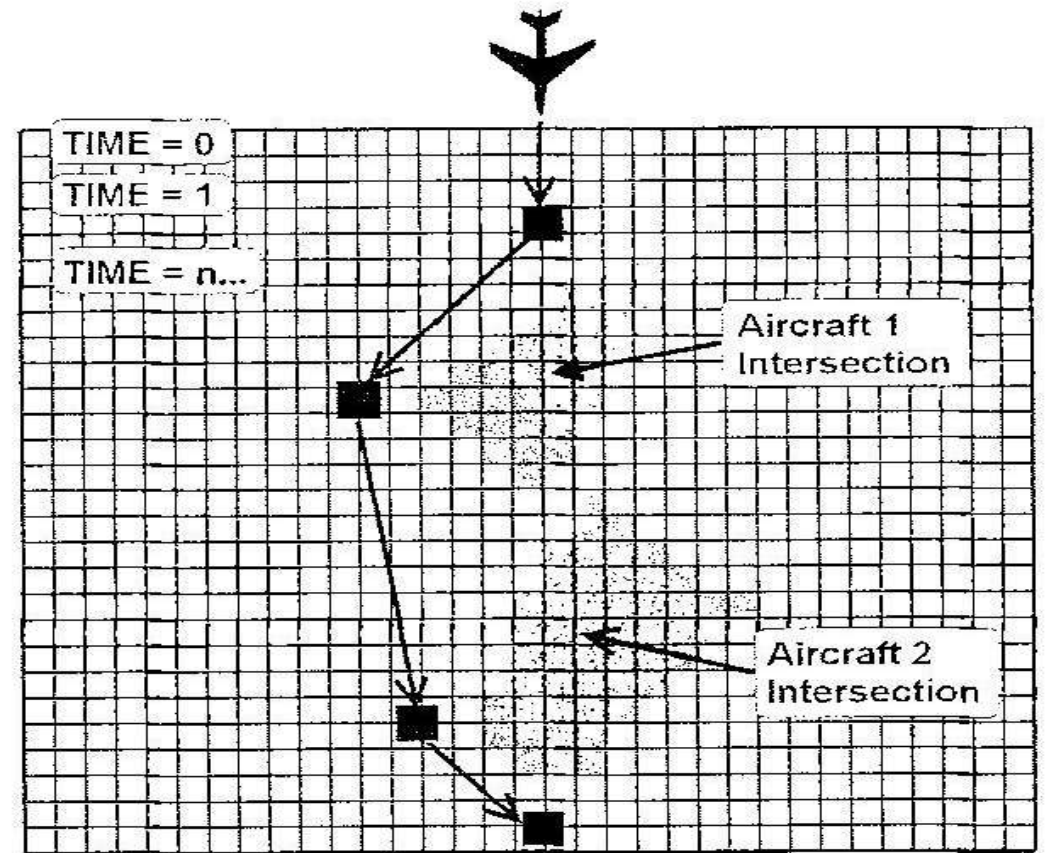 TIME = 0
TIME = 1
TIME = n...
Aircraft 1
Intersection
Aircraft 2
Intersection